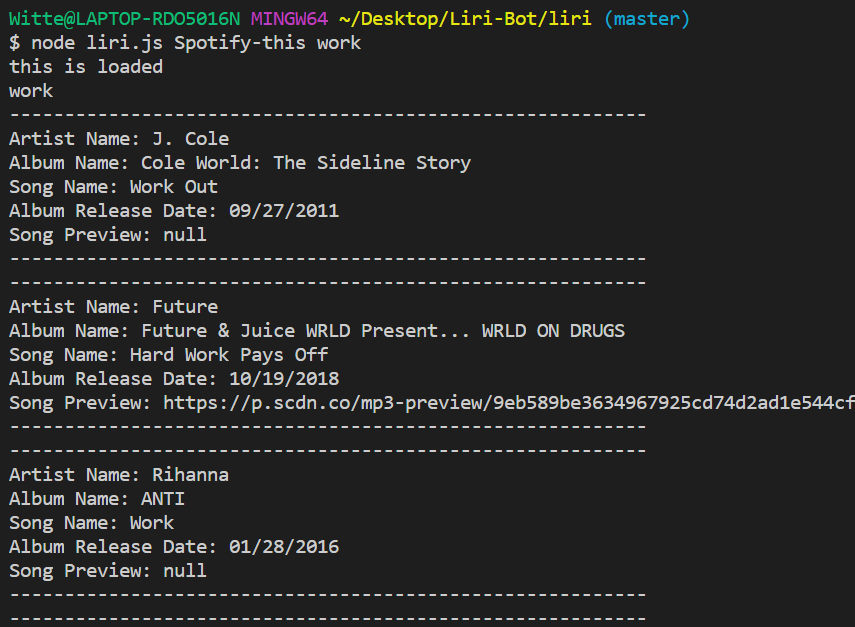 Witte@LAPTOP-RDO5016N MINGW64 ~/Desktop/Liri-Bot/liri (master)
$ node liri.js Spotify-this work
this is loaded
work
----------------------------------------------------------
Artist Name: J. Cole
Album Name: Cole World: The Sideline Story
Song Name: Work Out
Album Release Date: 09/27/2011
Song Preview: null
----------------------------------------------------------
----------------------------------------------------------
Artist Name: Future
Album Name: Future & Juice WRLD Present... WRLD ON DRUGS
Song Name: Hard Work Pays Off
Album Release Date: 10/19/2018
Song Preview: https://p.scdn.co/mp3-preview/9eb589be3634967925cd74d2ad1e544cf
----------------------------------------------------------
----------------------------------------------------------
Artist Name: Rihanna
Album Name: ANTI
Song Name: Work
Album Release Date: 01/28/2016
Song Preview: null
----------------------------------------------------------
----------------------------------------------------------